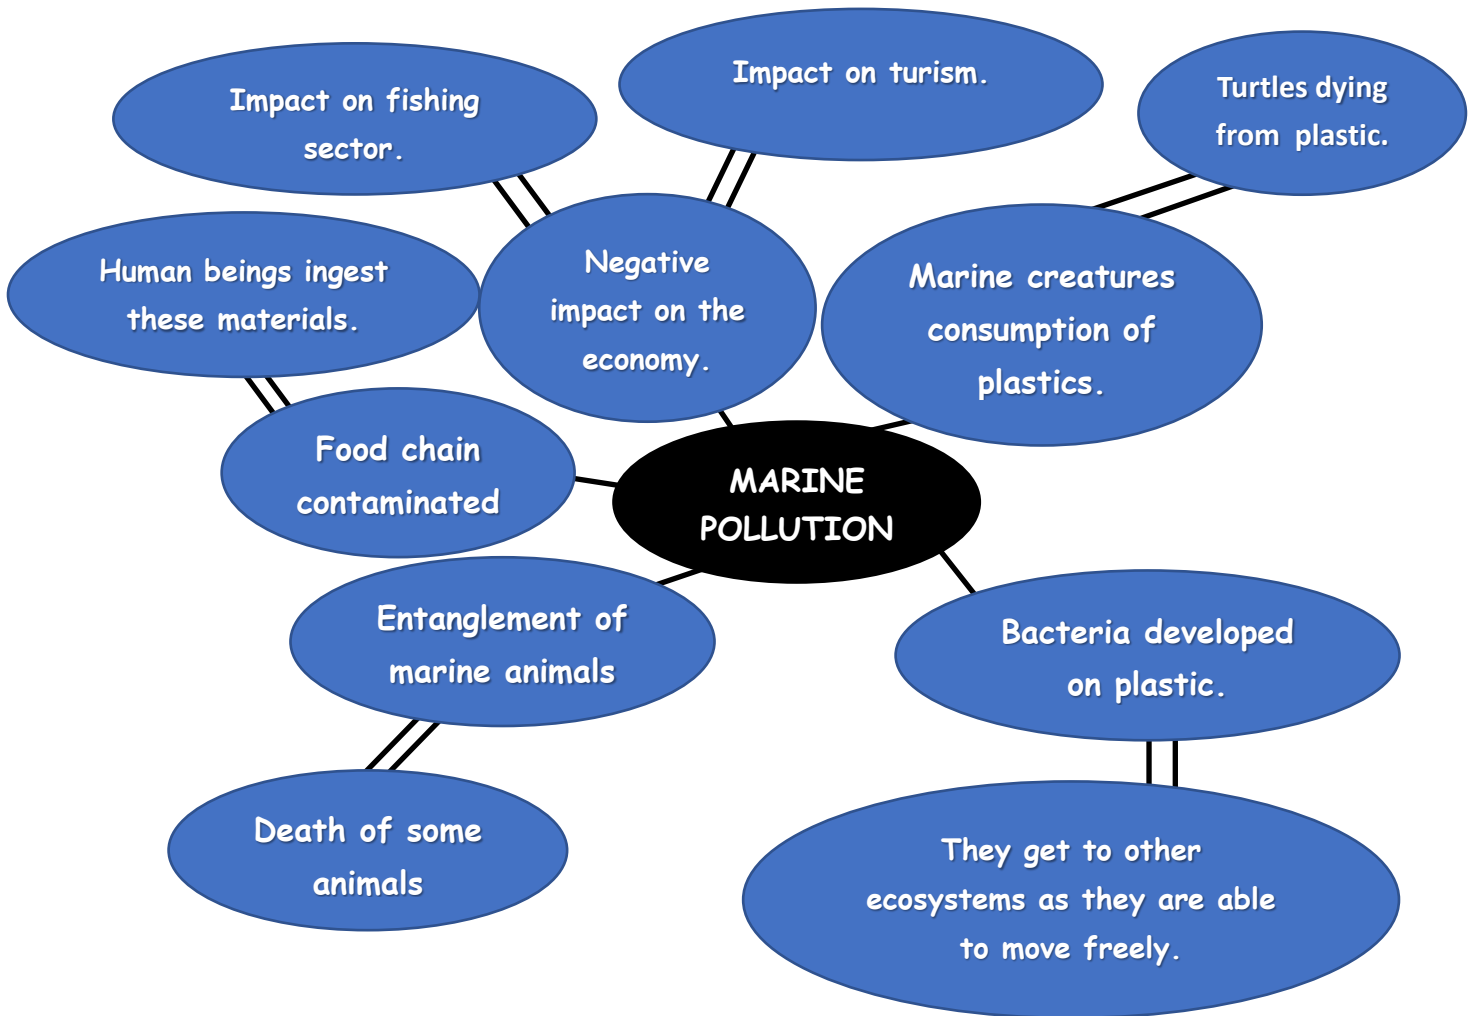 Impact on fishing
sector.
Impact on turism.
Turtles dying
from plastic.
Human beings ingest
these materials.
Negative
impact on the
economy.
Marine creatures
consumption of
plastics.
Food chain
contaminated
MARINE
POLLUTION
Entanglement of
marine animals
Bacteria developed
on plastic.
Death of some
animals
They get to other
ecosystems as they are able
to move freely.